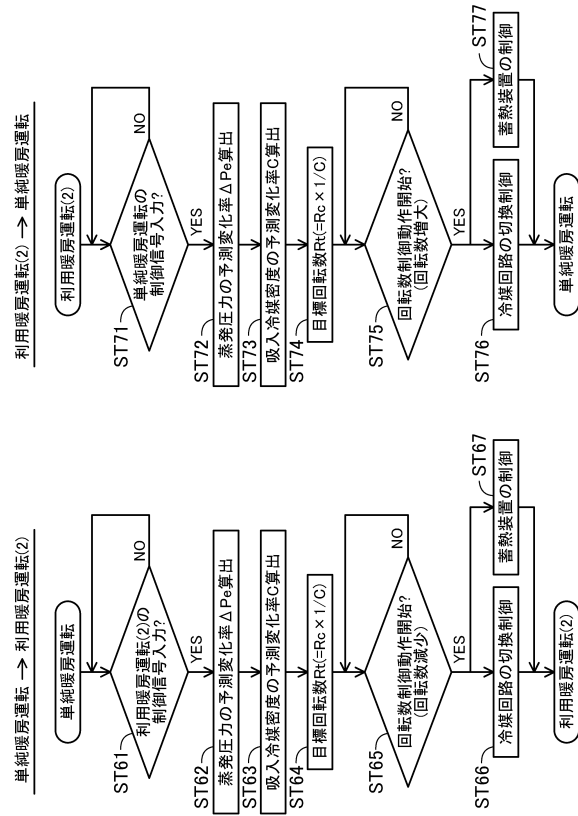 単純暖房運転 → 利用暖房運転(2)
単純暖房運転
ST61
利用暖房運転(2)の
制御信号入力?
NO
YES
ST62
蒸発圧力の予測変化率ΔPe算出
ST63
吸入冷媒密度の予測変化率C算出
ST64
目標回転数Rt(=Rc×1/C)
ST65
回転数制御動作開始?
(回転数減少)
NO
YES
ST66
冷媒回路の切換制御
ST67
蓄熱装置の制御
利用暖房運転(2)
利用暖房運転(2) → 単純暖房運転
利用暖房運転(2)
ST71
単純暖房運転の
制御信号入力?
NO
YES
ST72
蒸発圧力の予測変化率ΔPe算出
ST73
吸入冷媒密度の予測変化率C算出
ST74
目標回転数Rt(=Rc×1/C)
ST75
回転数制御動作開始?
(回転数増大)
NO
YES
ST76
冷媒回路の切換制御
ST77
蓄熱装置の制御
単純暖房運転